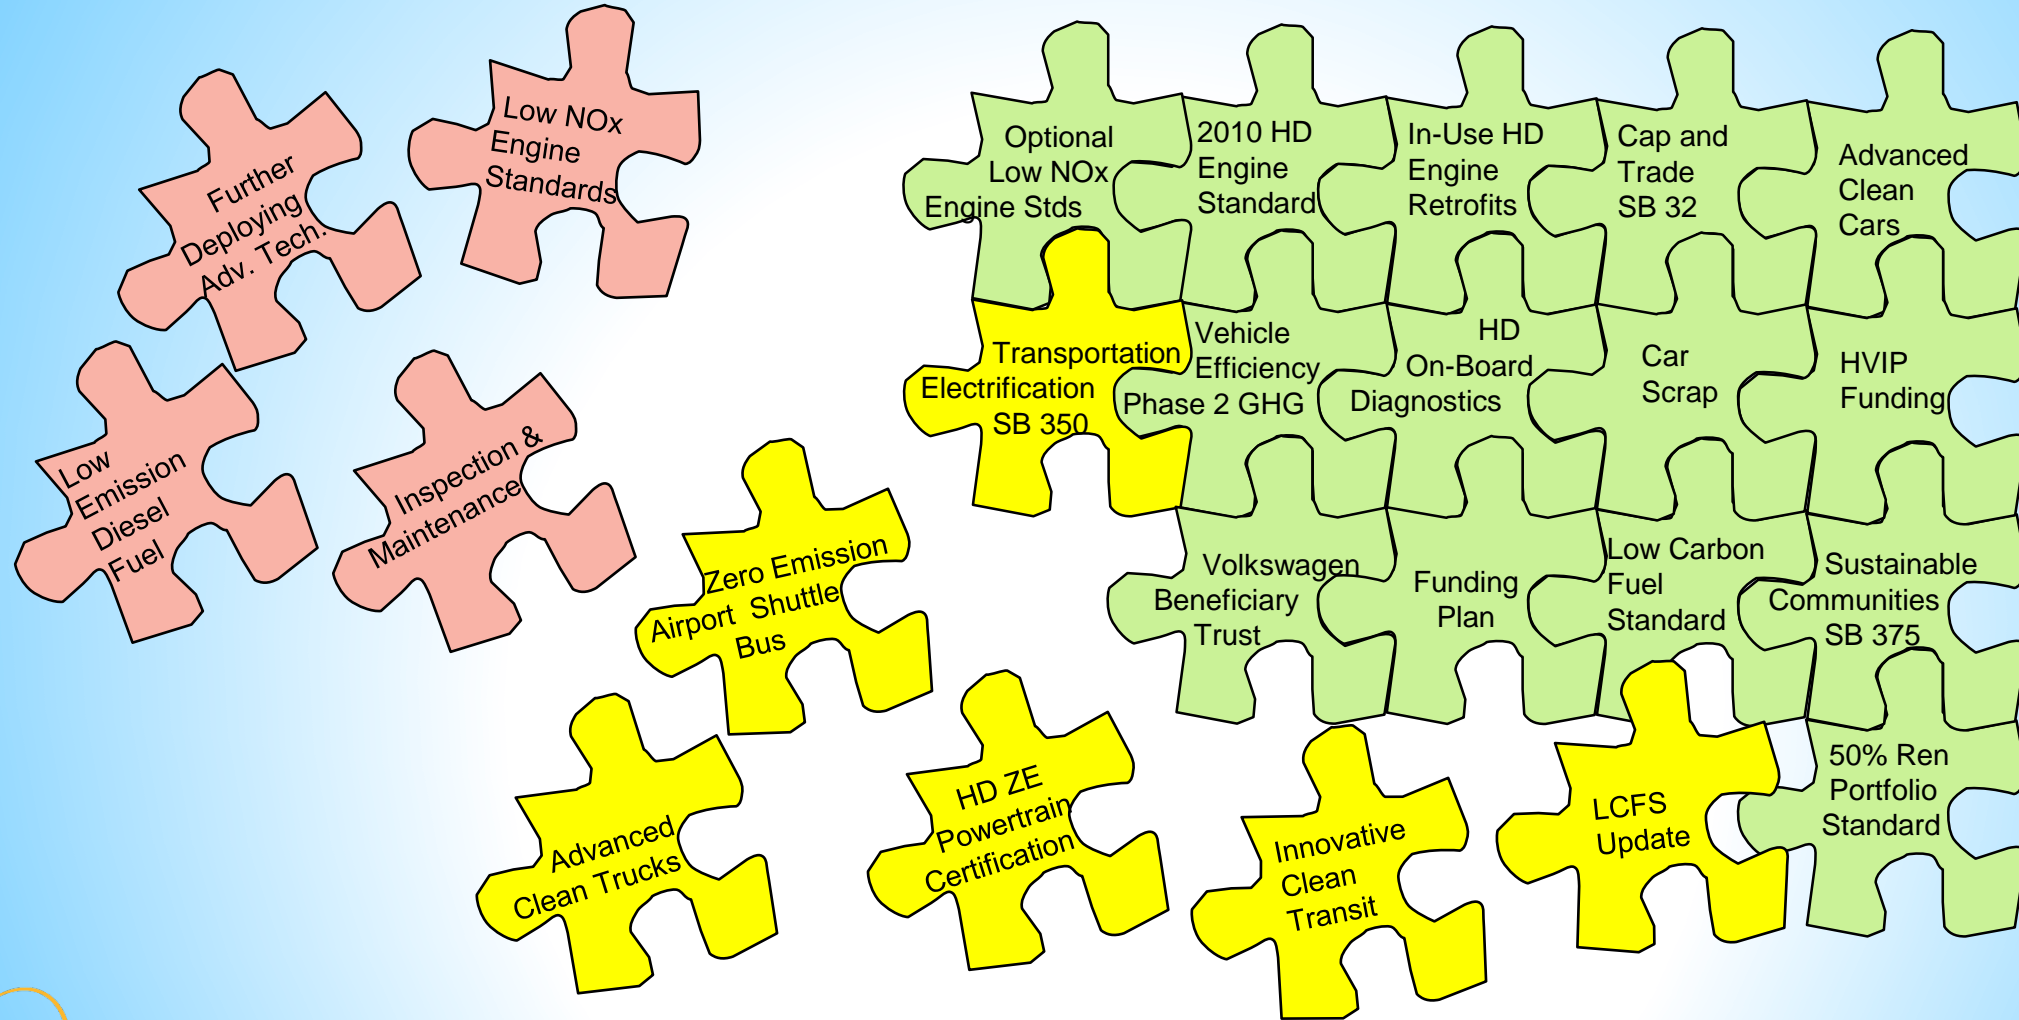 Low NOx
Engine
Standards
Further
Deploying
Adv. Tech.
Low
Emission
Diesel
Fuel
Inspection &
Maintenance
Optional
Low NOx
Engine Stds
2010 HD
Engine
Standard
In-Use HD
Engine
Retrofits
Cap and
Trade
SB 32
Advanced
Clean
Cars
Transportation
Electrification
SB 350
Vehicle
Efficiency
Phase 2 GHG
HD
On-Board
Diagnostics
Car
Scrap
HVIP
Funding
Zero Emission
Airport Shuttle
Bus
Volkswagen
Beneficiary
Trust
Funding
Plan
Low Carbon
Fuel
Standard
Sustainable
Communities
SB 375
Advanced
Clean Trucks
HD ZE
Powertrain
Certification
Innovative
Clean
Transit
LCFS
Update
50% Ren
Portfolio
Standard